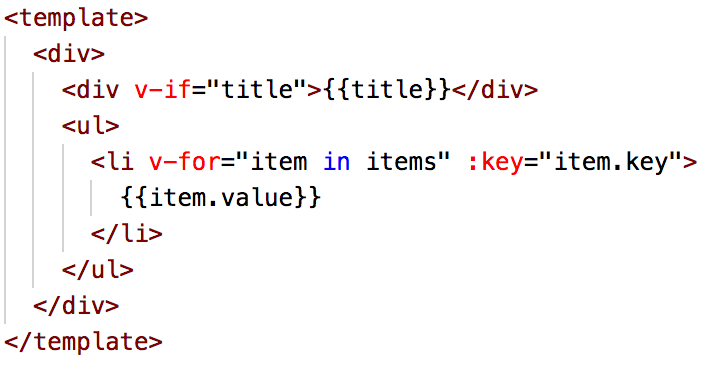 <template>
  <div>
    <div v-if="title">{{title}}</div>
    <ul>
      <li v-for="item in items" :key="item.key">
        {{item.value}}
      </li>
    </ul>
  </div>
</template>